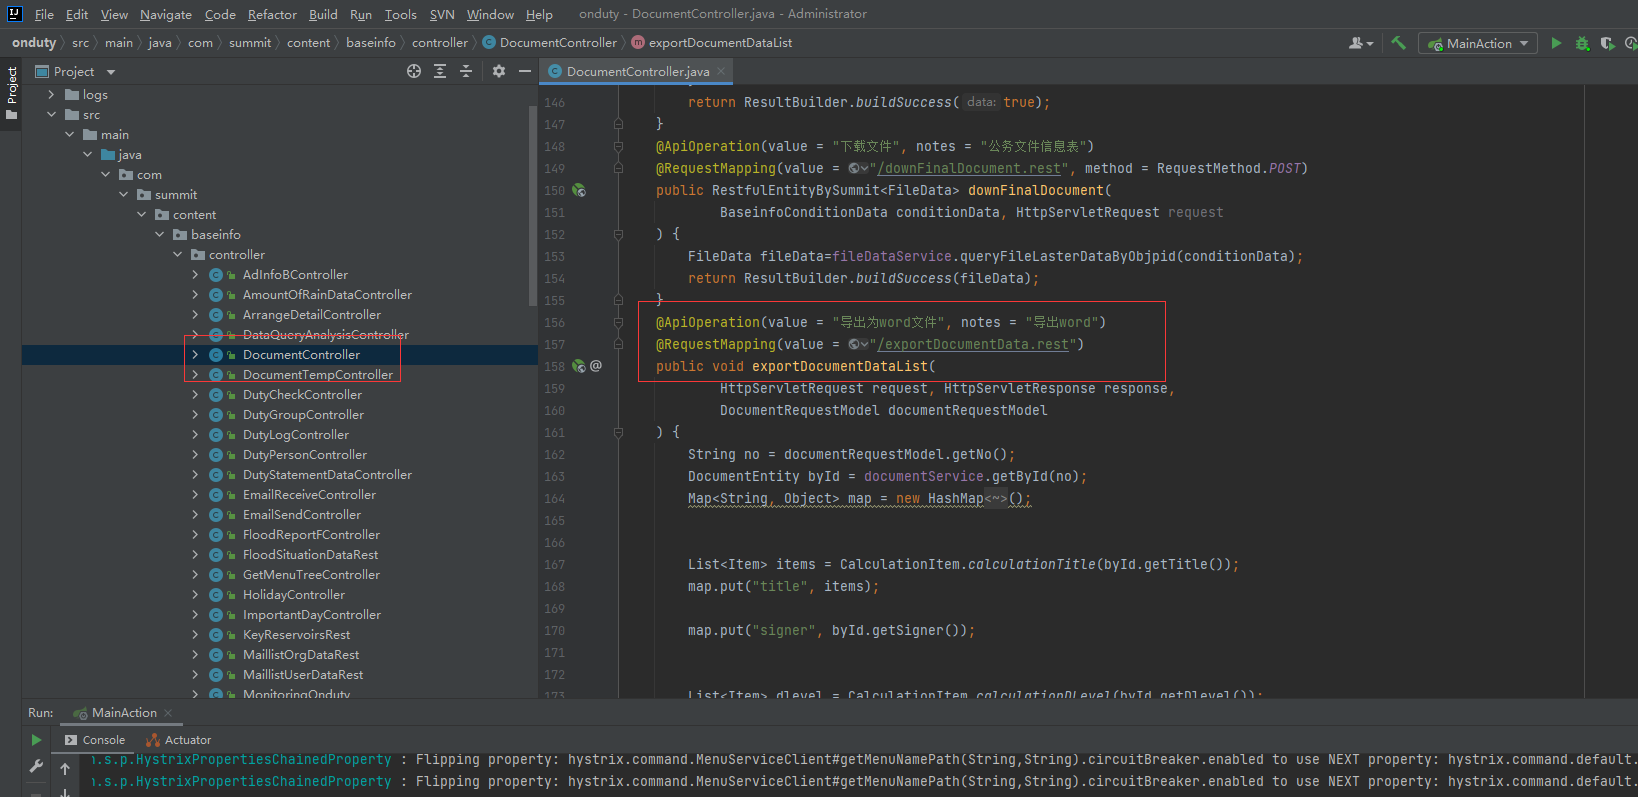 File Edit View Navigate Code Refactor Build Run Tools SVN Window Help onduty - DocumentController.java - Administrator
onduty src main java com summit content baseinfo controller DocumentController exportDocumentDataList MainAction
Project
Project
DocumentController.java
logs
src
main
java
com
summit
content
baseinfo
controller
AdInfoBController
AmountOfRainDataController
ArrangeDetailController
DataQueryAnalysisController
DocumentController
DocumentTempController
DutyCheckController
DutyGroupController
DutyLogController
DutyPersonController
DutyStatementDataController
EmailReceiveController
EmailSendController
FloodReportFController
FloodSituationDataRest
GetMenuTreeController
HolidayController
ImportantDayController
KeyReservoirsRest
MaillistOrgDataRest
MaillistUserDataRest
MonitoringOnduty
146 return ResultBuilder.buildSuccess( data: true);
147 }
148 @ApiOperation(value = "下载文件", notes = "公务文件信息表")
149 @RequestMapping(value = "/downFinalDocument.rest", method = RequestMethod.POST)
150 public RestfulEntityBySummit<FileData> downFinalDocument(
151 BaseinfoConditionData conditionData, HttpServletRequest request
152 ) {
153 FileData fileData=fileDataService.queryFileLasterDataByObjpid(conditionData);
154 return ResultBuilder.buildSuccess(fileData);
155 }
156 @ApiOperation(value = "导出为word文件", notes = "导出word")
157 @RequestMapping(value = "/exportDocumentData.rest")
158 @ public void exportDocumentDataList(
159 HttpServletRequest request, HttpServletResponse response,
160 DocumentRequestModel documentRequestModel
161 ) {
162 String no = documentRequestModel.getNo();
163 DocumentEntity byId = documentService.getById(no);
164 Map<String, Object> map = new HashMap<~>();
165
166
167 List<Item> items = CalculationItem.calculationTitle(byId.getTitle());
168 map.put("title", items);
169
170 map.put("signer", byId.getSigner());
171
172
173 List<Item> dlevel = CalculationItem.calculationDLevel(byId.getDlevel());
Run: MainAction
Console Actuator
n.s.p.HystrixPropertiesChainedProperty : Flipping property: hystrix.command.MenuServiceClient#getMenuNamePath(String,String).circuitBreaker.enabled to use NEXT property: hystrix.command.default.
n.s.p.HystrixPropertiesChainedProperty : Flipping property: hystrix.command.MenuServiceClient#getMenuNamePath(String,String).circuitBreaker.enabled to use NEXT property: hystrix.command.default.